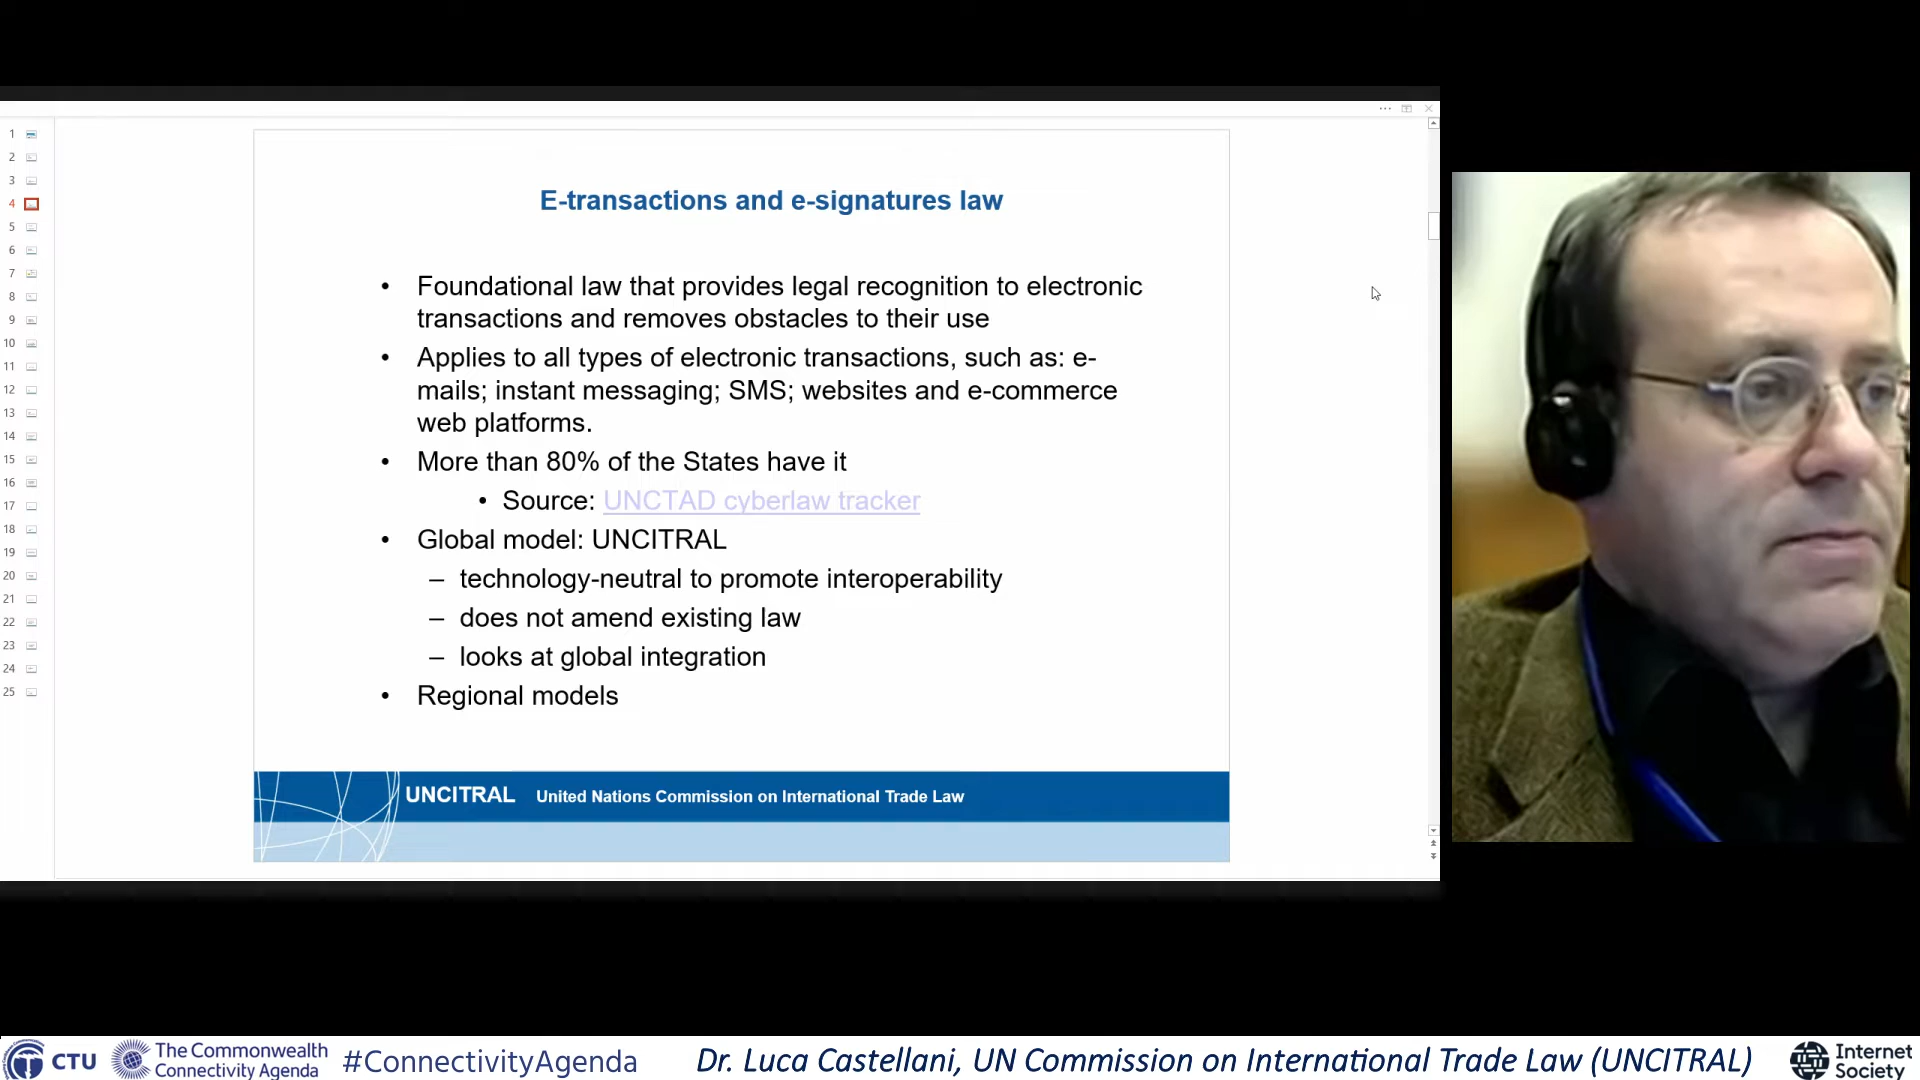 1
2
3
4
5
6
7
8
9
10
11
12
13
14
15
16
17
18
19
20
21
22
23
24
25
E-transactions and e-signatures law
• Foundational law that provides legal recognition to electronic
transactions and removes obstacles to their use
• Applies to all types of electronic transactions, such as: e-
mails; instant messaging; SMS; websites and e-commerce
web platforms.
• More than 80% of the States have it
• Source: UNCTAD cyberlaw tracker
• Global model: UNCITRAL
– technology-neutral to promote interoperability
– does not amend existing law
– looks at global integration
• Regional models
UNCITRAL United Nations Commission on International Trade Law
CTU
The Commonwealth
Connectivity Agenda
#ConnectivityAgenda
Dr. Luca Castellani, UN Commission on International Trade Law (UNCITRAL)
Internet
Society